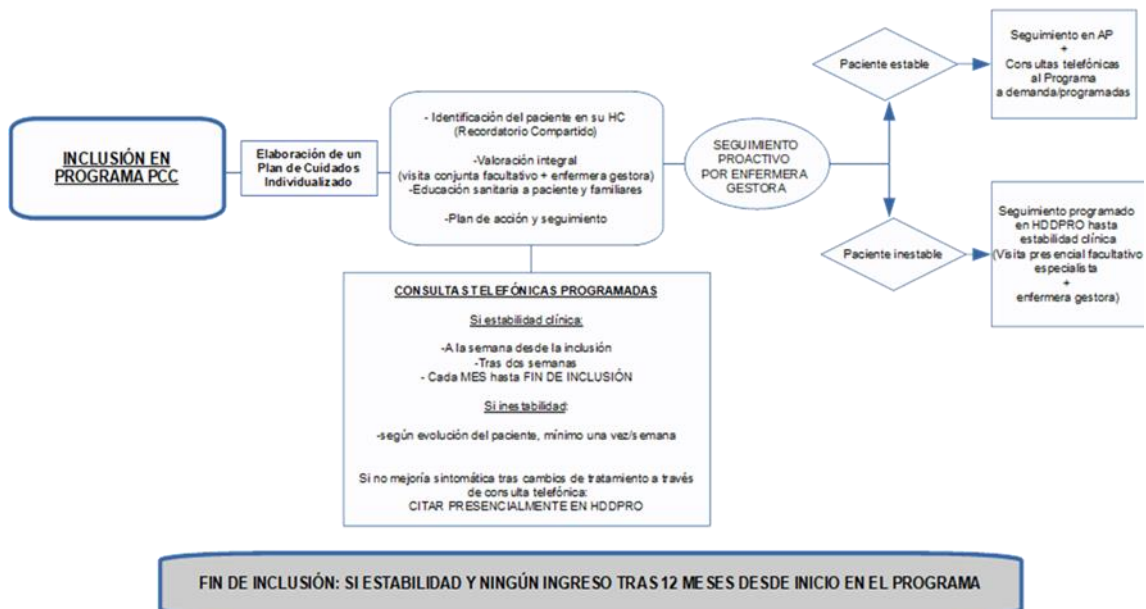 INCLUSIÓN EN
PROGRAMA PCC
Elaboración de un
Plan de Cuidados
Individualizado
- Identificación del paciente en su HC
(Recordatorio Compartido)
-Valoración integral
(visita conjunta facultativo + enfermera gestora)
-Educación sanitaria a paciente y familiares
-Plan de acción y seguimiento
SEGUIMIENTO
PROACTIVO
POR ENFERMERA
GESTORA
Paciente estable
Seguimiento en AP
+
Consultas telefónicas
al Programa
a demanda/programadas
Paciente inestable
Seguimiento programado
en HDDPRO hasta
estabilidad clínica
(Visita presencial facultativo
especialista
+
enfermera gestora)
CONSULTAS TELEFÓNICAS PROGRAMADAS
Si estabilidad clínica:
-A la semana desde la inclusión
-Tras dos semanas
- Cada MES hasta FIN DE INCLUSIÓN
Si inestabilidad:
-según evolución del paciente, mínimo una vez/semana
Si no mejoría sintomática tras cambios de tratamiento a través
de consulta telefónica:
CITAR PRESENCIALMENTE EN HDDPRO
FIN DE INCLUSIÓN: SI ESTABILIDAD Y NINGÚN INGRESO TRAS 12 MESES DESDE INICIO EN EL PROGRAMA